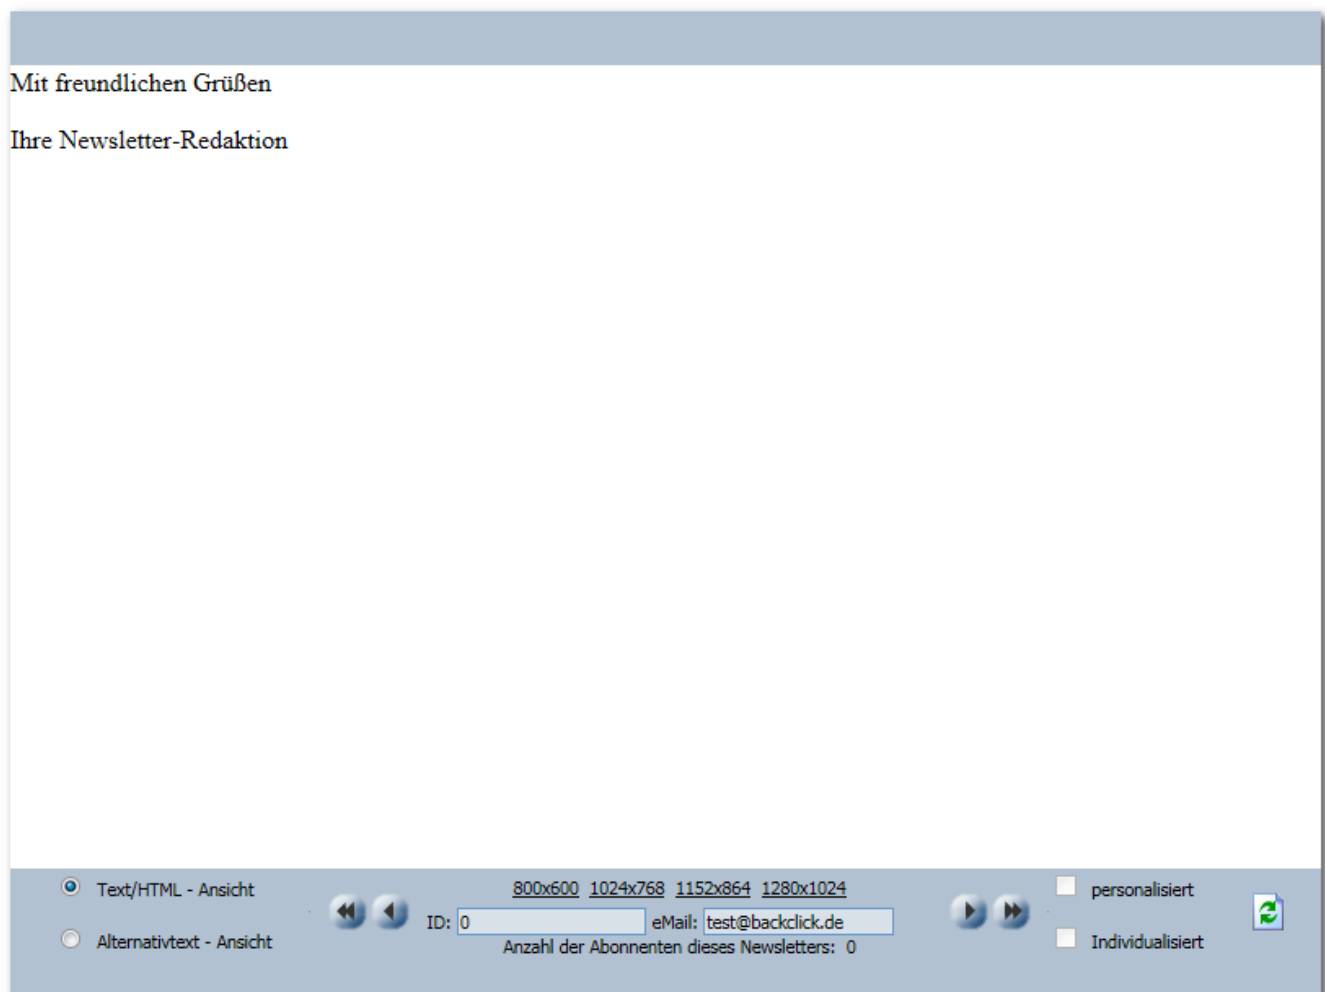 Mit freundlichen Grüßen
Ihre Newsletter-Redaktion
Text/HTML - Ansicht
Alternativtext - Ansicht
800x600 1024x768 1152x864 1280x1024
ID: 0 eMail: test@backclick.de
Anzahl der Abonnenten dieses Newsletters: 0
personalisiert
Individualisiert